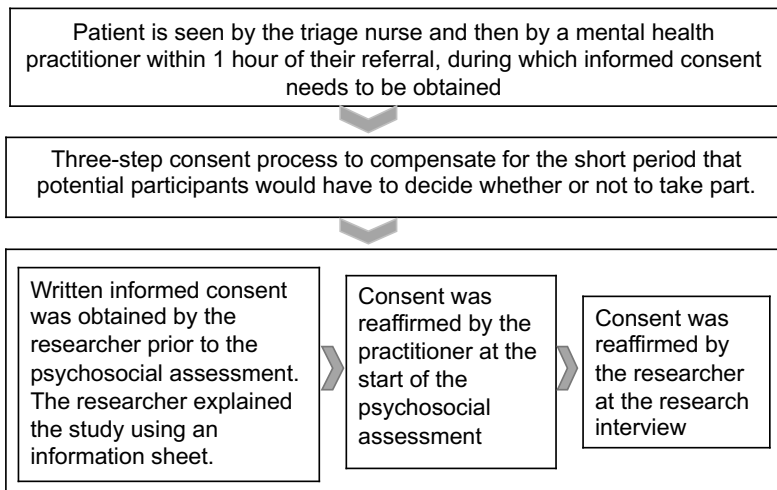 Patient is seen by the triage nurse and then by a mental health
practitioner within 1 hour of their referral, during which informed consent
needs to be obtained
Three-step consent process to compensate for the short period that
potential participants would have to decide whether or not to take part.
Written informed consent
was obtained by the
researcher prior to the
psychosocial assessment.
The researcher explained
the study using an
information sheet.
Consent was
reaffirmed by the
practitioner at the
start of the
psychosocial
assessment
Consent was
reaffirmed by
the researcher
at the research
interview